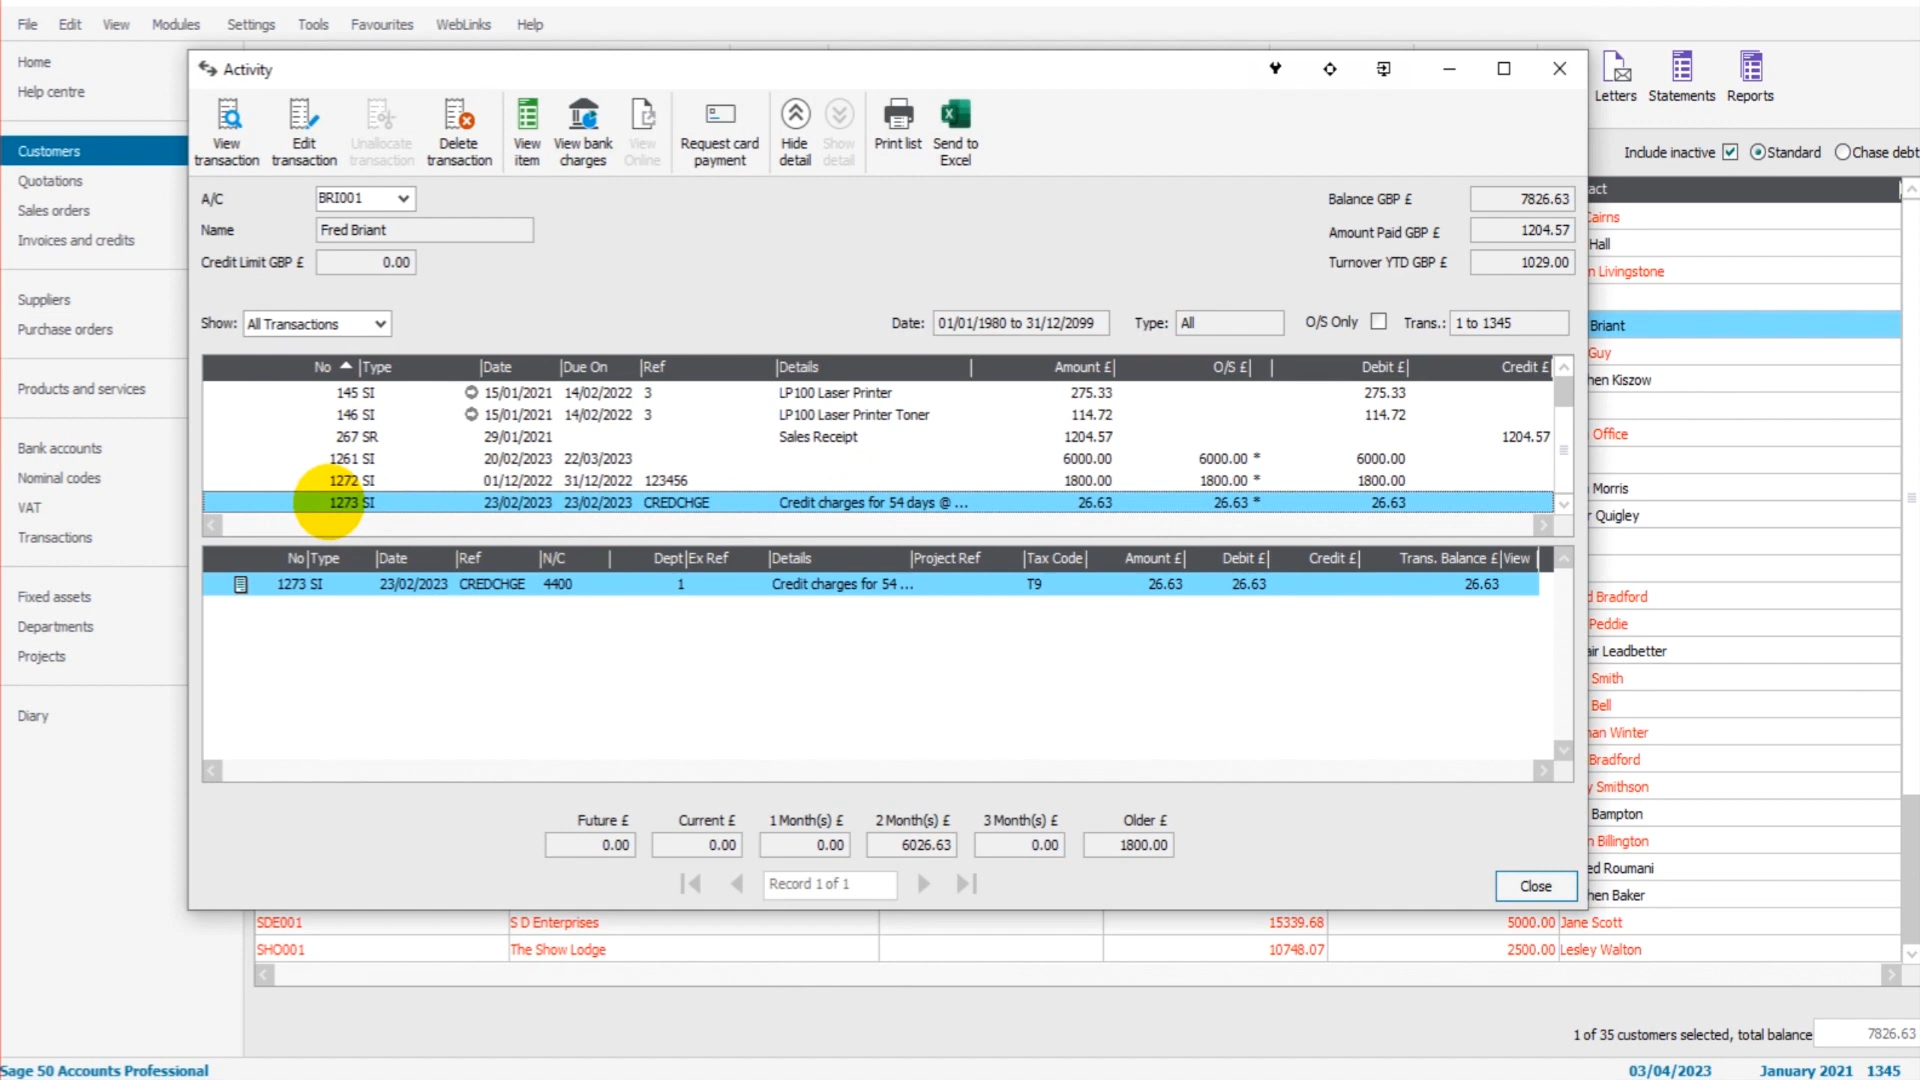 File Edit View Modules Settings Tools Favourites WebLinks Help
Home
Help centre
Customers
Quotations
Sales orders
Invoices and credits
Suppliers
Purchase orders
Products and services
Bank accounts
Nominal codes
VAT
Transactions
Fixed assets
Departments
Projects
Diary
Activity
View transaction
Edit transaction
Unallocate transaction
Delete transaction
View item
View bank charges
View Online
Request card payment
Hide detail
Show detail
Print list
Send to Excel
Letters Statements Reports
Include inactive Standard Chase debt
A/C BRI001
Name Fred Briant
Credit Limit GBP £ 0.00
Balance GBP £ 7826.63
Amount Paid GBP £ 1204.57
Turnover YTD GBP £ 1029.00
Show: All Transactions Date: 01/01/1980 to 31/12/2099 Type: All O/S Only Trans.: 1 to 1345
No Type Date Due On Ref Details Amount £ O/S £ Debit £ Credit £
145 SI 15/01/2021 14/02/2022 3 LP100 Laser Printer 275.33 275.33
146 SI 15/01/2021 14/02/2022 3 LP100 Laser Printer Toner 114.72 114.72
267 SR 29/01/2021 Sales Receipt 1204.57 1204.57
1261 SI 20/02/2023 22/03/2023 6000.00 6000.00 * 6000.00
1272 SI 01/12/2022 31/12/2022 123456 1800.00 1800.00 * 1800.00
1273 SI 23/02/2023 23/02/2023 CREDCHGE Credit charges for 54 days @ ... 26.63 26.63 * 26.63
No Type Date Ref N/C Dept Ex Ref Details Project Ref Tax Code Amount £ Debit £ Credit £ Trans. Balance £ View
1273 SI 23/02/2023 CREDCHGE 4400 1 Credit charges for 54 ... T9 26.63 26.63 26.63
Future £ Current £ 1 Month(s) £ 2 Month(s) £ 3 Month(s) £ Older £
0.00 0.00 0.00 6026.63 0.00 1800.00
Record 1 of 1
Close
act
Cairns
Hall
n Livingstone
Briant
Guy
hen Kiszow
Office
Morris
r Quigley
d Bradford
Peddie
air Leadbetter
Smith
Bell
nan Winter
Bradford
y Smithson
Bampton
n Billington
ed Roumani
hen Baker
SDE001 S D Enterprises 15339.68 5000.00 Jane Scott
SHO001 The Show Lodge 10748.07 2500.00 Lesley Walton
1 of 35 customers selected, total balance 7826.63
Sage 50 Accounts Professional 03/04/2023 January 2021 1345